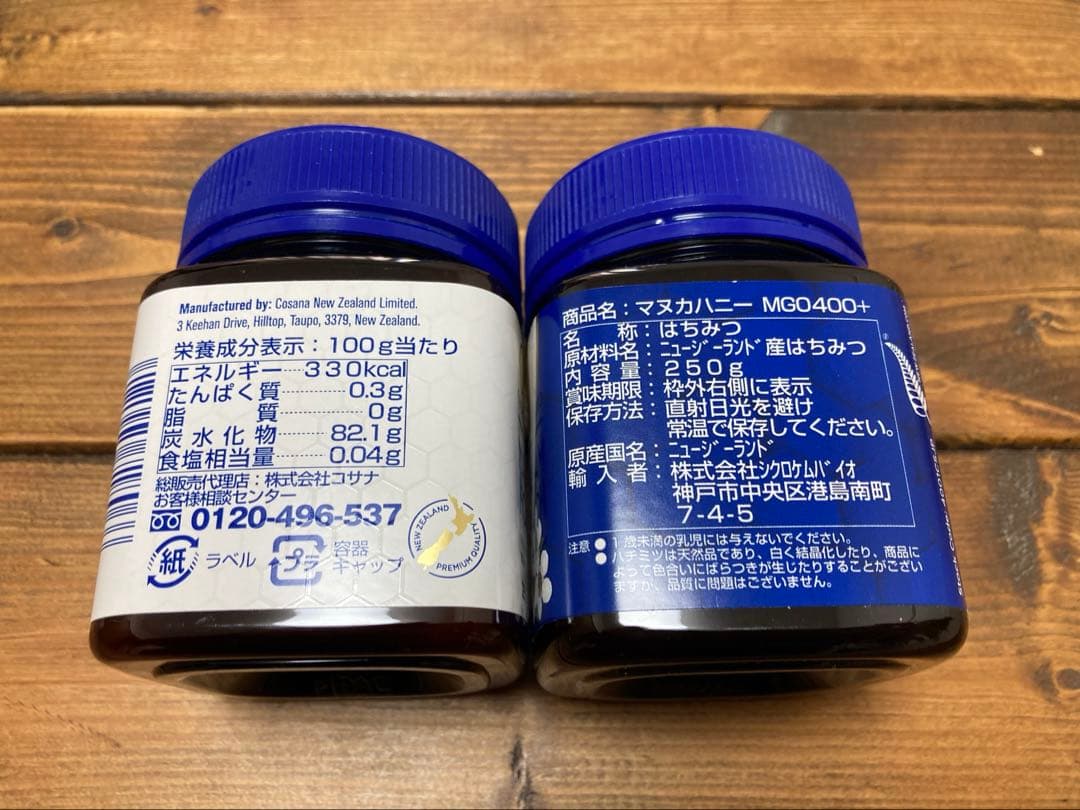 Manufactured by: Cosana New Zealand Limited.
3 Keehan Drive, Hilltop, Taupo, 3379, New Zealand.
栄養成分表示：100g当たり
エネルギー 330kcal
たんぱく質 0.3g
脂質 0g
炭水化物 82.1g
食塩相当量 0.04g
総販売代理店：株式会社コサナ
お客様相談センター
0120-496-537
紙 ラベル プラ 容器
キャップ
NEW ZEALAND
PREMIUM QUALITY
商品名：マヌカハニー MGO400+
名称：はちみつ
原材料名：ニュージーランド産はちみつ
内容量：250g
賞味期限：枠外右側に表示
保存方法：直射日光を避け
常温で保存してください。
原産国名：ニュージーランド
輸入者：株式会社シクロケムバイオ
神戸市中央区港島南町
7-4-5
注意 ● 1歳未満の乳児には与えないでください。
● ハチミツは天然品であり、白く結晶化したり、商品に
よって色合いにばらつきが生じたりすることがござい
ますが、品質に問題はございません。